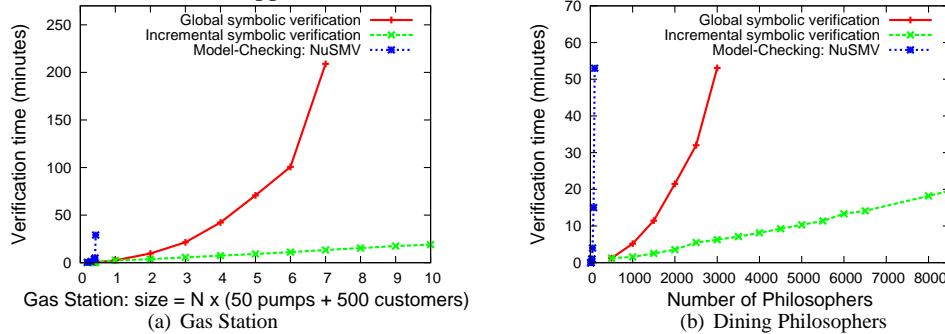 Global symbolic verification
Incremental symbolic verification
Model-Checking: NuSMV
Verification time (minutes)
250
200
150
100
50
0
0 1 2 3 4 5 6 7 8 9 10
Gas Station: size = N x (50 pumps + 500 customers)
(a) Gas Station
Global symbolic verification
Incremental symbolic verification
Model-Checking: NuSMV
Verification time (minutes)
70
60
50
40
30
20
10
0
0 1000 2000 3000 4000 5000 6000 7000 8000
Number of Philosophers
(b) Dining Philosophers